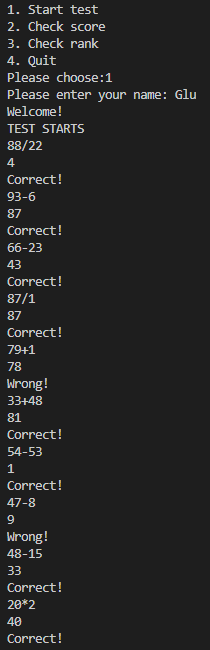 1. Start test
2. Check score
3. Check rank
4. Quit
Please choose:1
Please enter your name: Glu
Welcome!
TEST STARTS
88/22
4
Correct!
93-6
87
Correct!
66-23
43
Correct!
87/1
87
Correct!
79+1
78
Wrong!
33+48
81
Correct!
54-53
1
Correct!
47-8
9
Wrong!
48-15
33
Correct!
20*2
40
Correct!